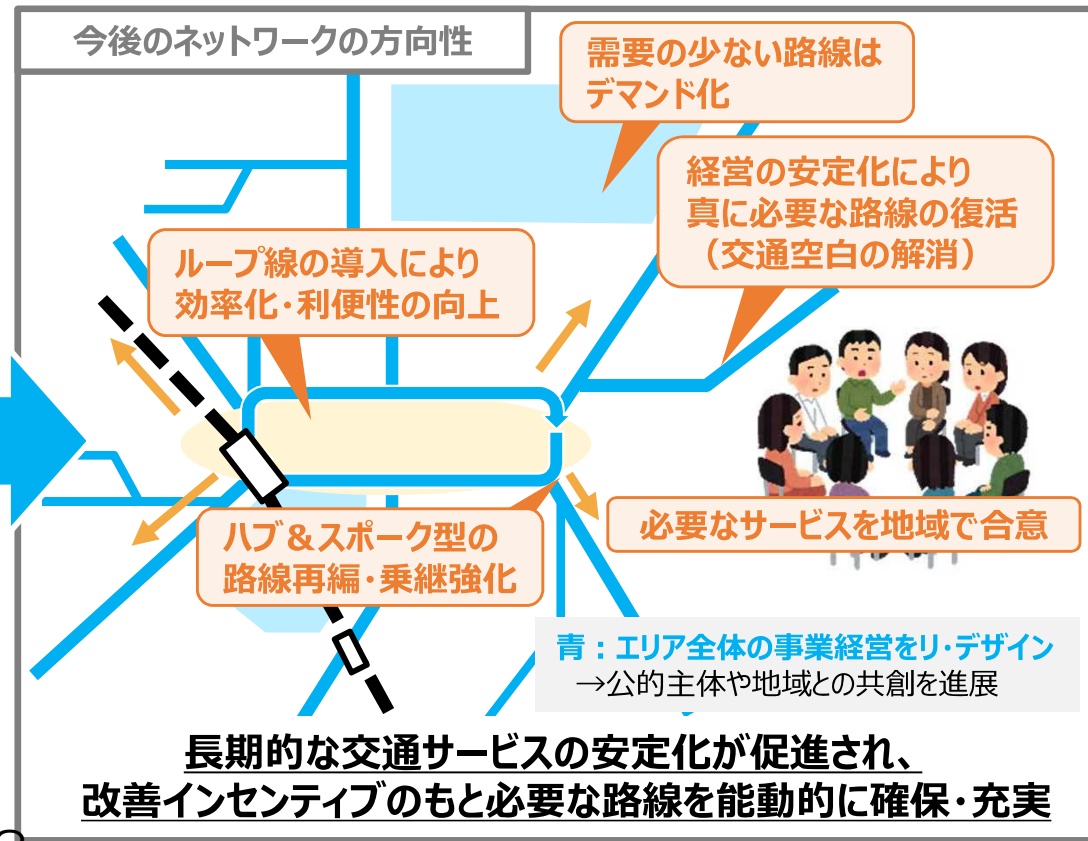 今後のネットワークの方向性
需要の少ない路線は
デマンド化
経営の安定化により
真に必要な路線の復活
（交通空白の解消）
ループ線の導入により
効率化・利便性の向上
ハブ＆スポーク型の
路線再編・乗継強化
必要なサービスを地域で合意
青：エリア全体の事業経営をリ・デザイン
→公的主体や地域との共創を進展
長期的な交通サービスの安定化が促進され、
改善インセンティブのもと必要な路線を能動的に確保・充実